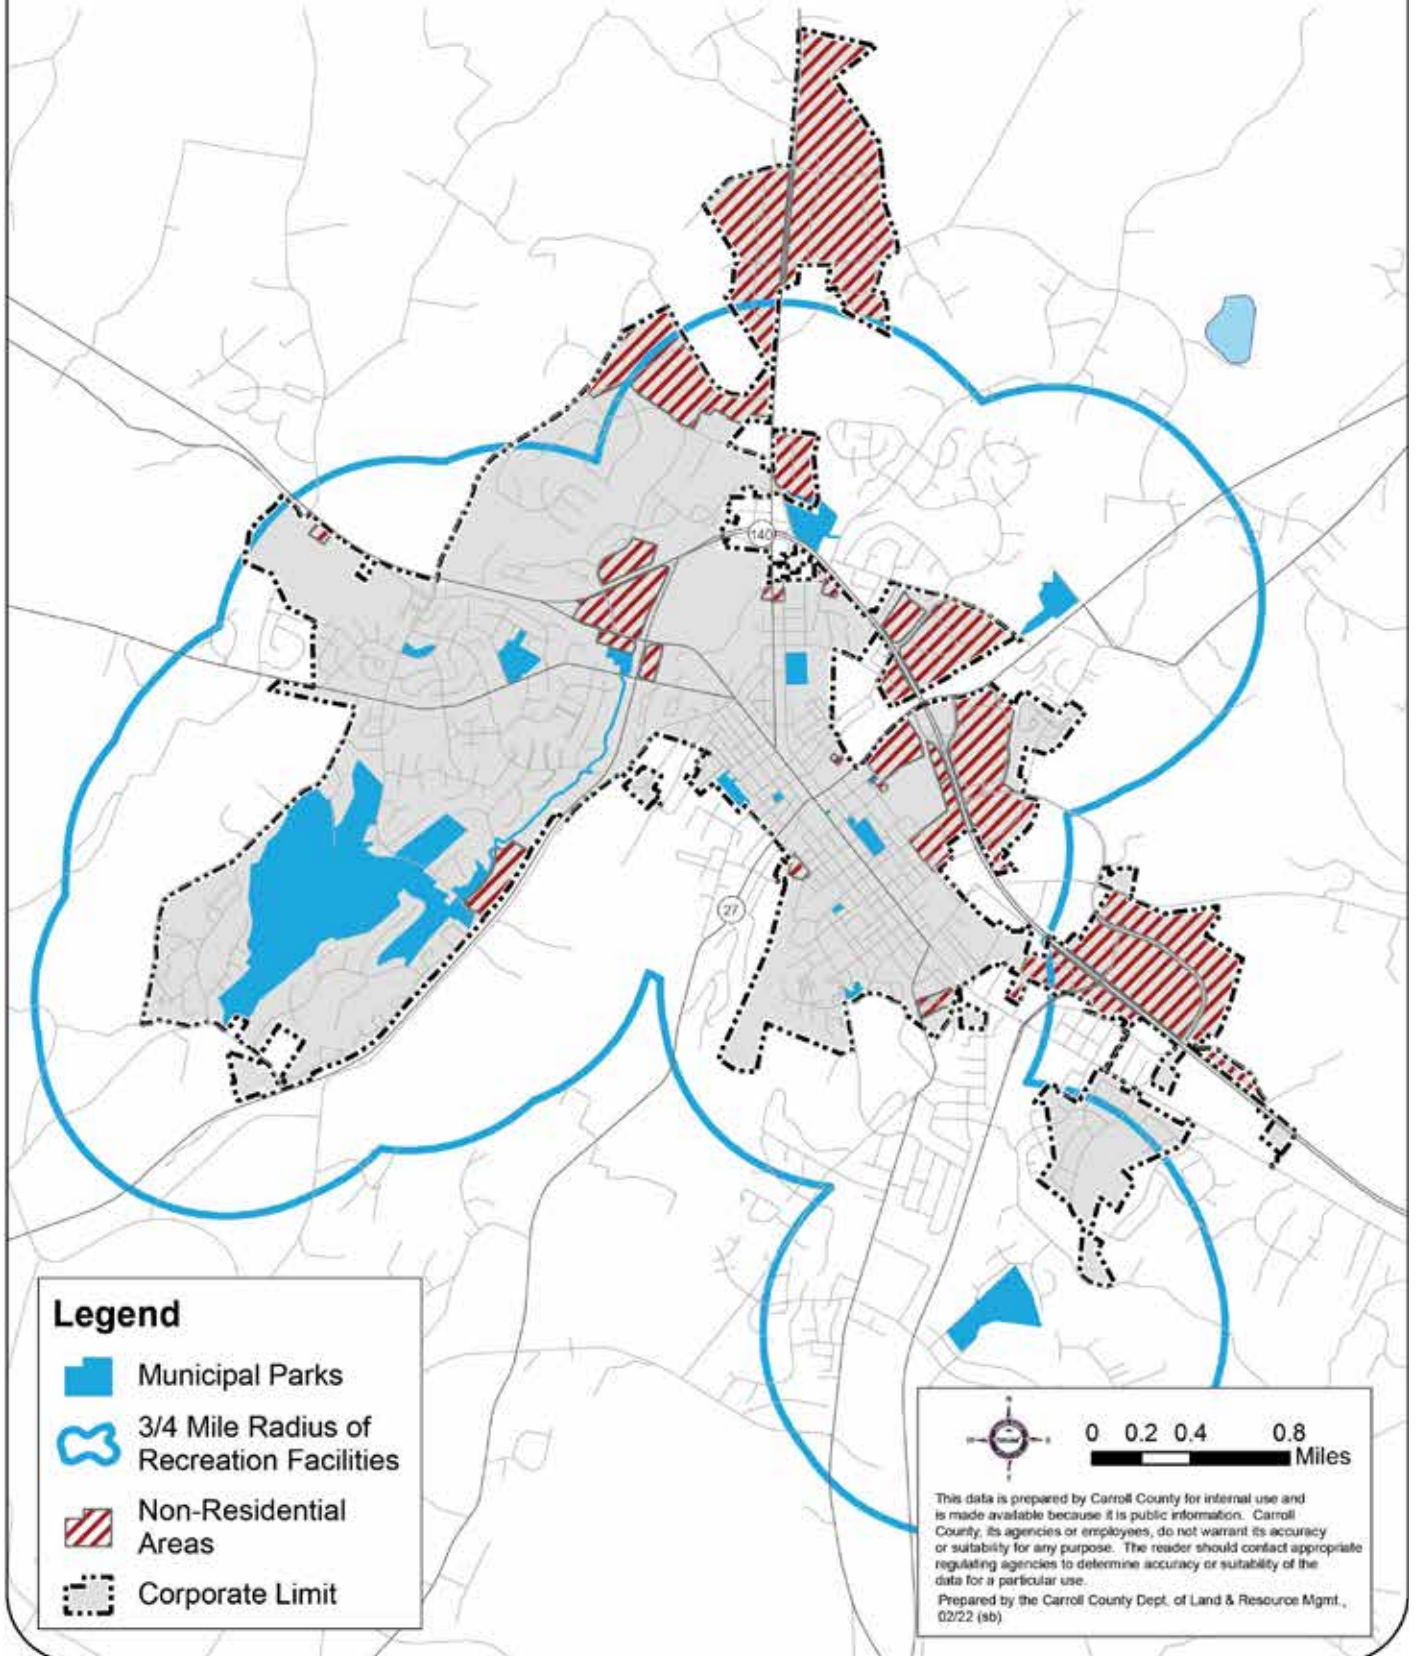 140
27
Legend
Municipal Parks
3/4 Mile Radius of
Recreation Facilities
Non-Residential
Areas
Corporate Limit
N
S
0 0.2 0.4 0.8
Miles
This data is prepared by Carroll County for internal use and
is made available because it is public information. Carroll
County, its agencies or employees, do not warrant its accuracy
or suitability for any purpose. The reader should contact appropriate
regulating agencies to determine accuracy or suitability of the
data for a particular use.
Prepared by the Carroll County Dept. of Land & Resource Mgmt.,
02/22 (sb)